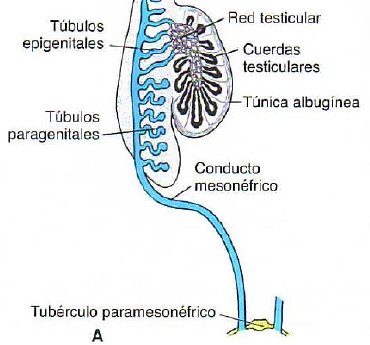 Túbulos
epigenitales
Red testicular
Cuerdas
testiculares
Túnica albugínea
Túbulos
paragenitales
Conducto
mesonéfrico
Tubérculo paramesonéfrico
A